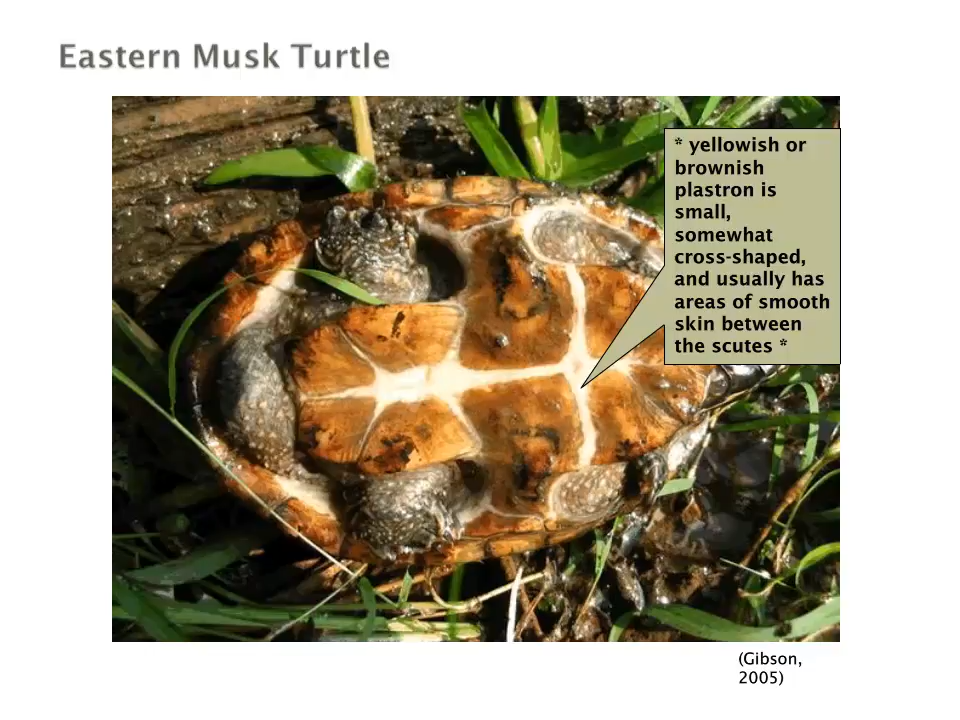 Eastern Musk Turtle
* yellowish or
brownish
plastron is
small,
somewhat
cross-shaped,
and usually has
areas of smooth
skin between
the scutes *
(Gibson,
2005)